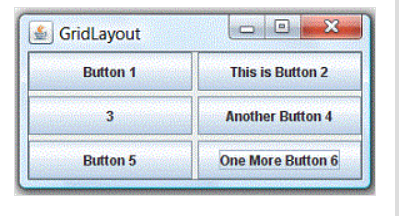 GridLayout
Button 1 This is Button 2
3 Another Button 4
Button 5 One More Button 6